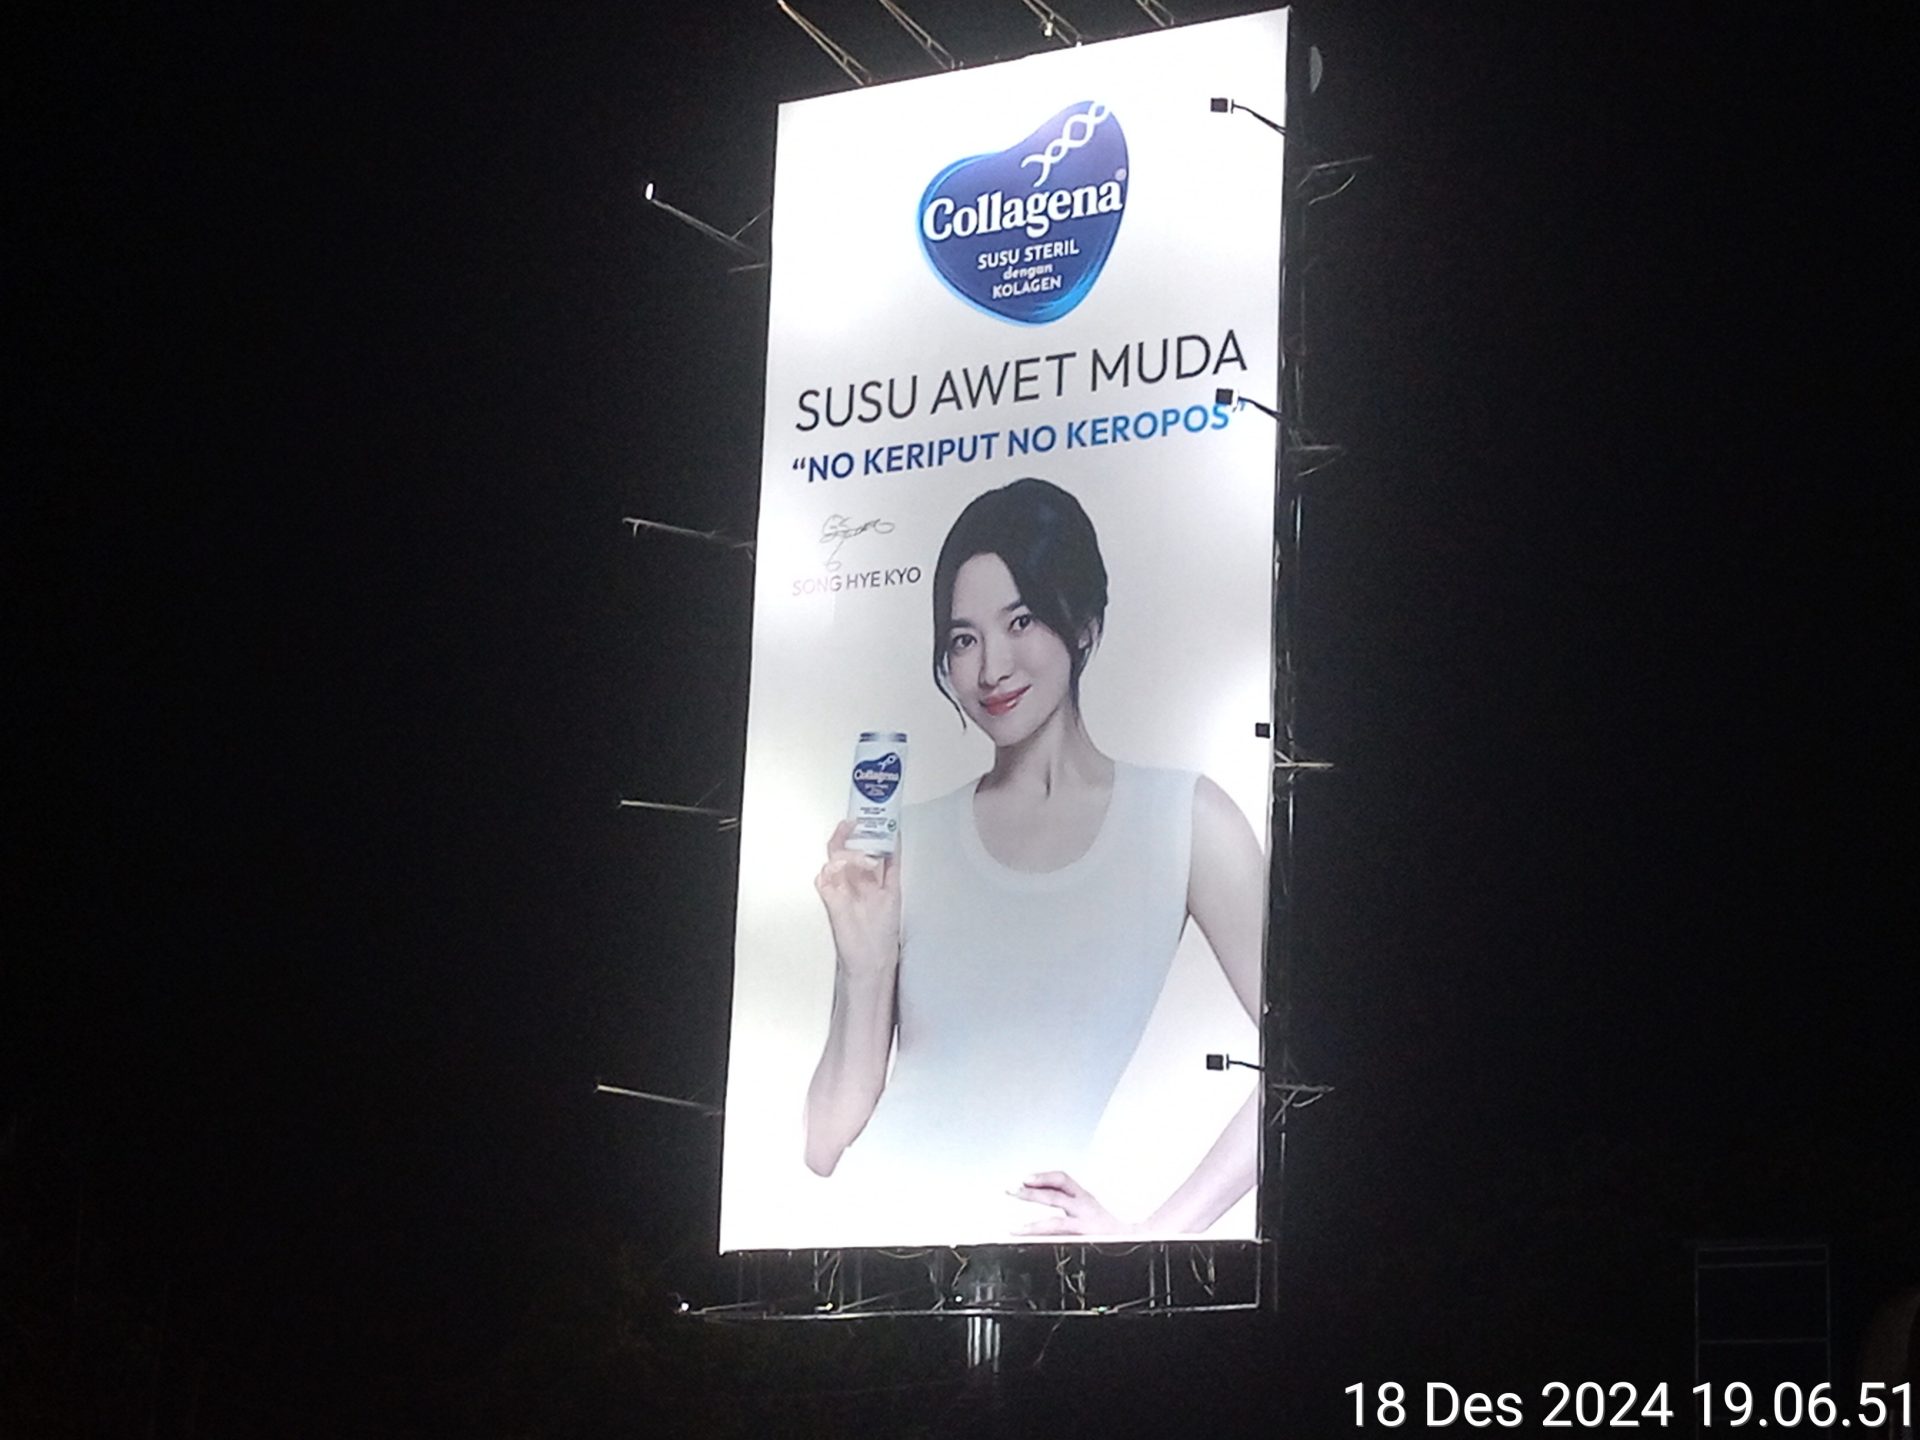 Collagena®
SUSU STERIL
dengan
KOLAGEN
SUSU AWET MUDA
“NO KERIPUT NO KEROPOS”
SONG HYE KYO
Collagena
18 Des 2024 19.06.51